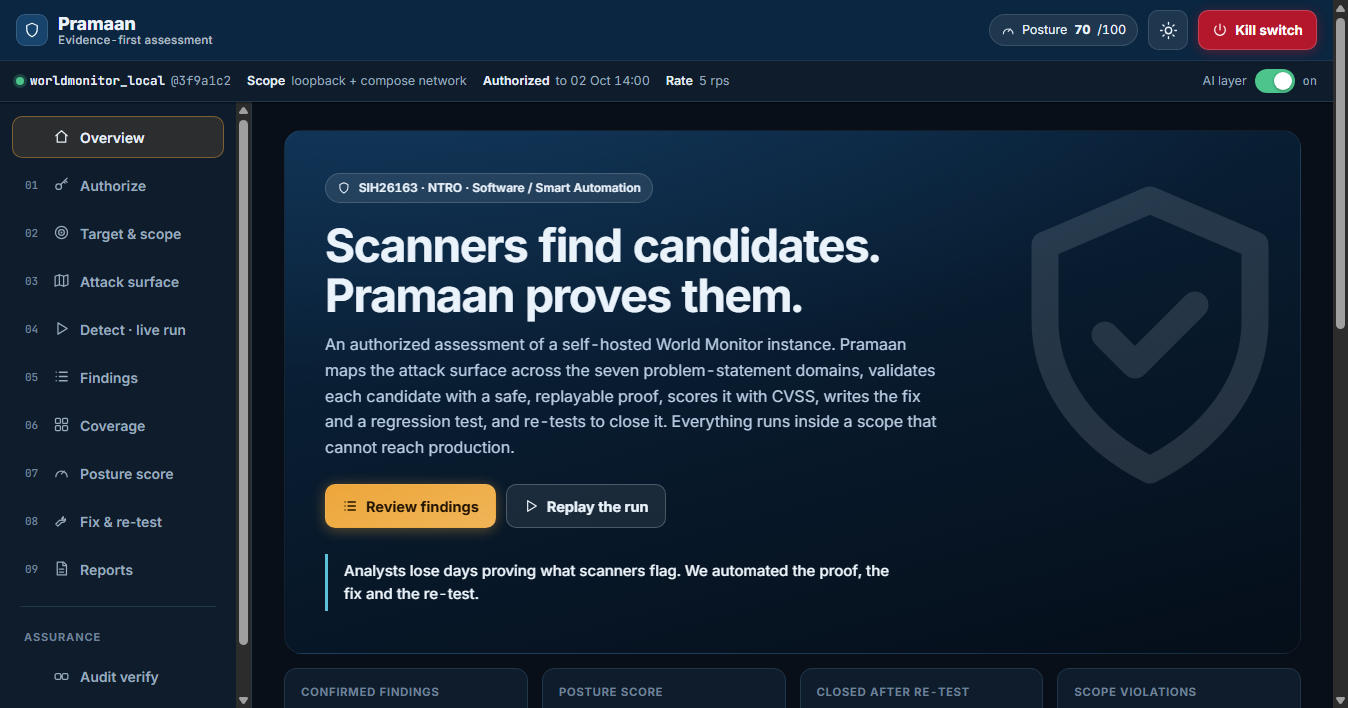 Pramaan
Evidence-first assessment
Posture 70 /100
Kill switch
worldmonitor_local @3f9a1c2 Scope loopback + compose network Authorized to 02 Oct 14:00 Rate 5 rps
AI layer on
Overview
01 Authorize
02 Target & scope
03 Attack surface
04 Detect · live run
05 Findings
06 Coverage
07 Posture score
08 Fix & re-test
09 Reports
ASSURANCE
Audit verify
SIH26163 · NTRO · Software / Smart Automation
Scanners find candidates.
Pramaan proves them.
An authorized assessment of a self-hosted World Monitor instance. Pramaan
maps the attack surface across the seven problem-statement domains, validates
each candidate with a safe, replayable proof, scores it with CVSS, writes the fix
and a regression test, and re-tests to close it. Everything runs inside a scope that
cannot reach production.
Review findings
Replay the run
Analysts lose days proving what scanners flag. We automated the proof, the
fix and the re-test.
CONFIRMED FINDINGS
POSTURE SCORE
CLOSED AFTER RE-TEST
SCOPE VIOLATIONS